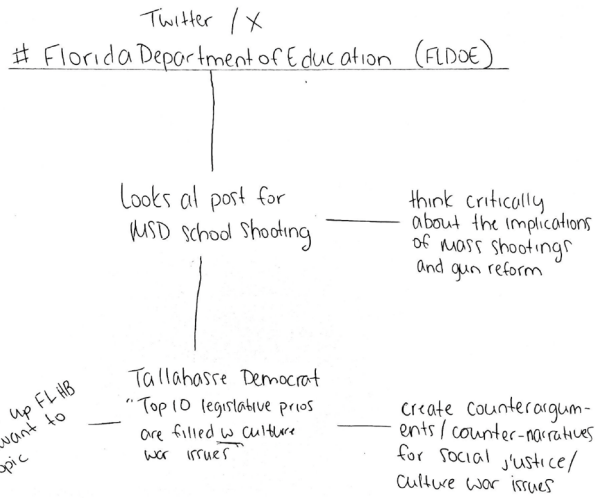 Twitter / X
# Florida Department of Education (FLDOE)
Looks at post for
MSD School Shooting
think critically
about the implications
of mass shootings
and gun reform
up FL HB
want to
opic
Tallahasse Democrat
"Top 10 legislative prios
are filled w culture
war issues"
create counterargum-
ents/counter-narratives
for social justice/
culture war issues